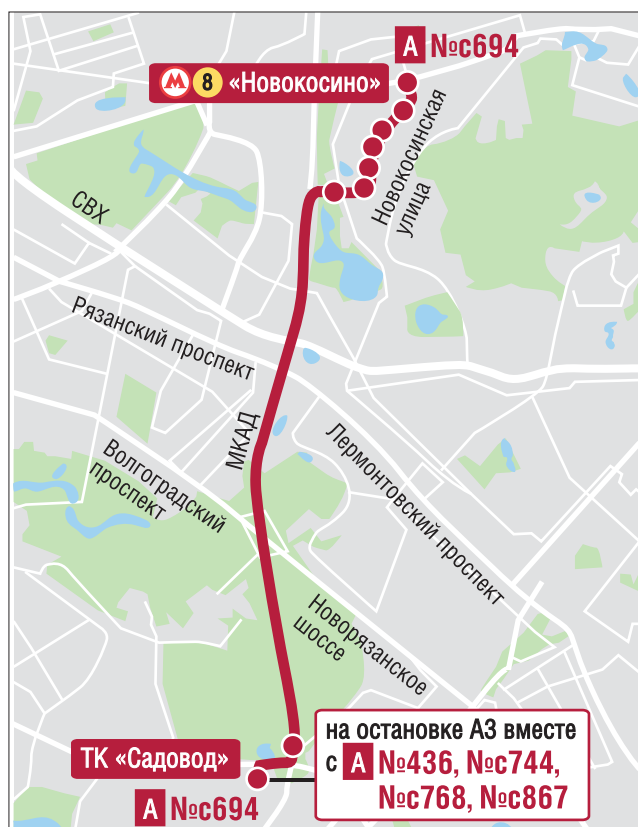 А №с694
М 8 «Новокосино»
Новокосинская
улица
СВХ
Рязанский проспект
МКАД
Волгоградский
проспект
Лермонтовский проспект
Новорязанское
шоссе
ТК «Садовод»
А №с694
на остановке А3 вместе
с А №436, №с744,
№с768, №с867